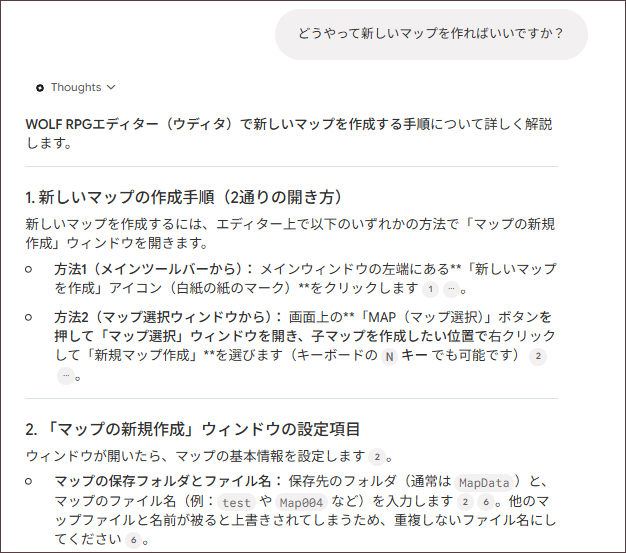 どうやって新しいマップを作ればいいですか？
Thoughts
WOLF RPGエディター（ウディタ）で新しいマップを作成する手順について詳しく解説
します。
1. 新しいマップの作成手順（2通りの開き方）
新しいマップを作成するには、エディター上で以下のいずれかの方法で「マップの新規
作成」ウィンドウを開きます。
方法1（メインツールバーから）： メインウィンドウの左端にある**「新しいマップ
を作成」アイコン（白紙の紙のマーク）**をクリックします 1 ... 。
方法2（マップ選択ウィンドウから）： 画面上の**「MAP（マップ選択）」ボタンを
押して「マップ選択」ウィンドウを開き、子マップを作成したい位置で右クリック
して「新規マップ作成」**を選びます（キーボードの N キー でも可能です） 2
... 。
2. 「マップの新規作成」ウィンドウの設定項目
ウィンドウが開いたら、マップの基本情報を設定します 2 。
マップの保存フォルダとファイル名： 保存先のフォルダ（通常は MapData ）と、
マップのファイル名（例： test や Map004 など）を入力します 2 6 。他のマ
ップファイルと名前が被ると上書きされてしまうため、重複しないファイル名にし
てください 6 。